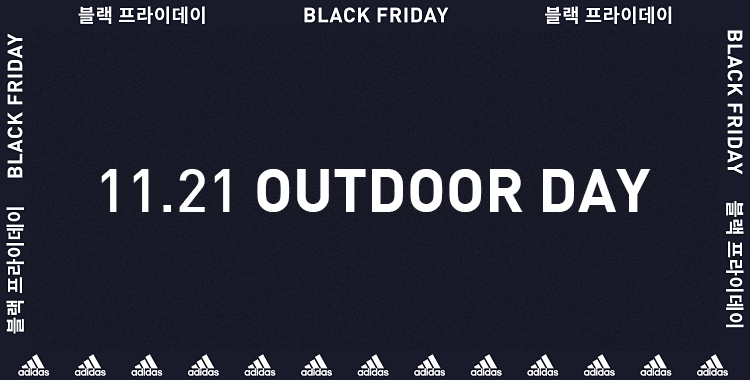 블랙 프라이데이 BLACK FRIDAY 블랙 프라이데이
BLACK FRIDAY
블랙 프라이데이
11.21 OUTDOOR DAY
BLACK FRIDAY
블랙 프라이데이
adidas adidas adidas adidas adidas adidas adidas adidas adidas adidas adidas adidas adidas